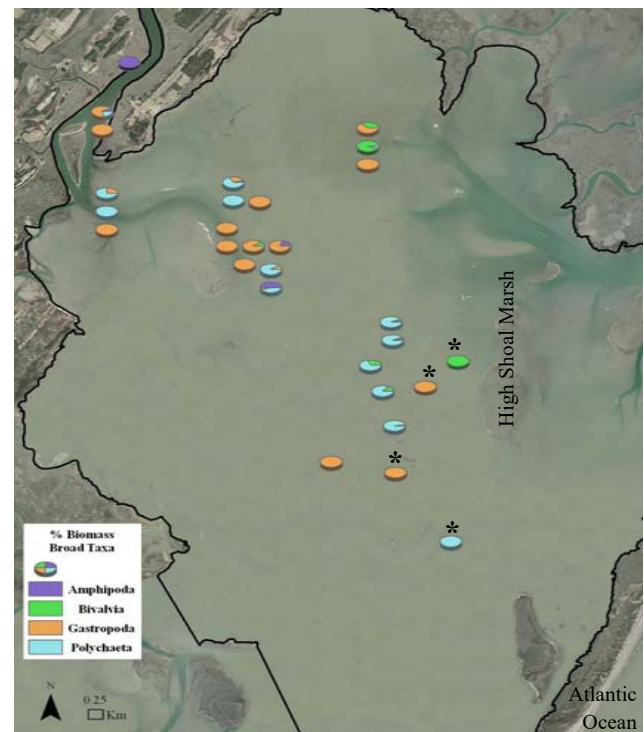 *
*
High Shoal Marsh
*
*
% Biomass
Broad Taxa
Amphipoda
Bivalvia
Gastropoda
Polychaeta
N
0.25
Km
Atlantic
Ocean